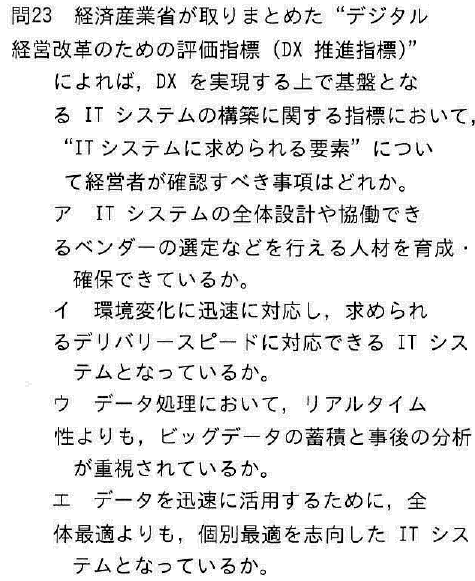 問23 経済産業省が取りまとめた“デジタル
経営改革のための評価指標（DX 推進指標）”
によれば，DX を実現する上で基盤とな
る IT システムの構築に関する指標において，
“ITシステムに求められる要素”につい
て経営者が確認すべき事項はどれか。
ア IT システムの全体設計や協働でき
るベンダーの選定などを行える人材を育成・
確保できているか。
イ 環境変化に迅速に対応し，求められ
るデリバリースピードに対応できる IT シス
テムとなっているか。
ウ データ処理において，リアルタイム
性よりも，ビッグデータの蓄積と事後の分析
が重視されているか。
エ データを迅速に活用するために，全
体最適よりも，個別最適を志向した IT シス
テムとなっているか。